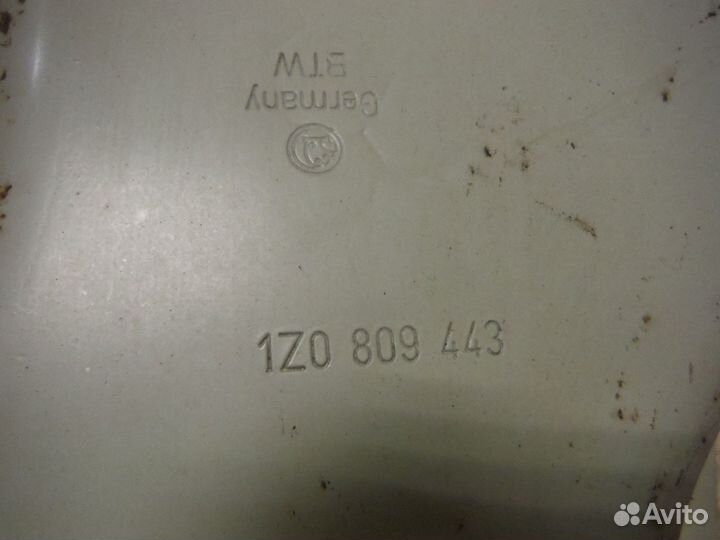 BTW
Germany
1Z0 809 443
Avito